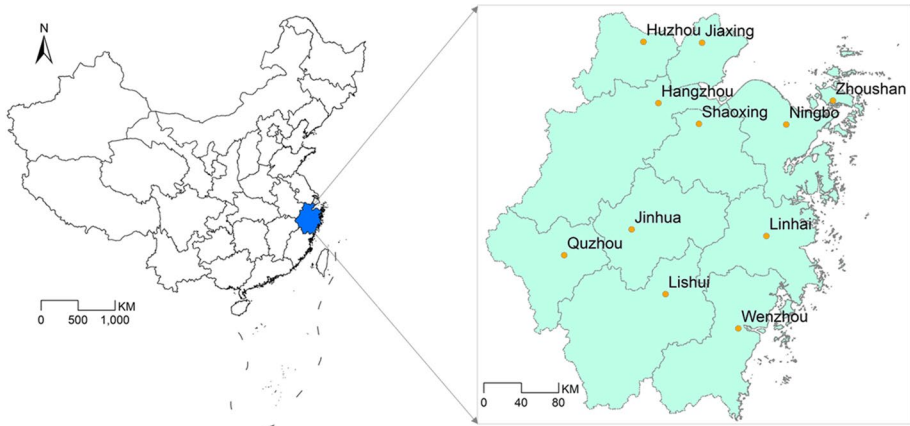 N
0 500 1,000 KM
Huzhou
Jiaxing
Hangzhou
Zhoushan
Shaoxing
Ningbo
Jinhua
Linhai
Quzhou
Lishui
Wenzhou
KM
0 40 80